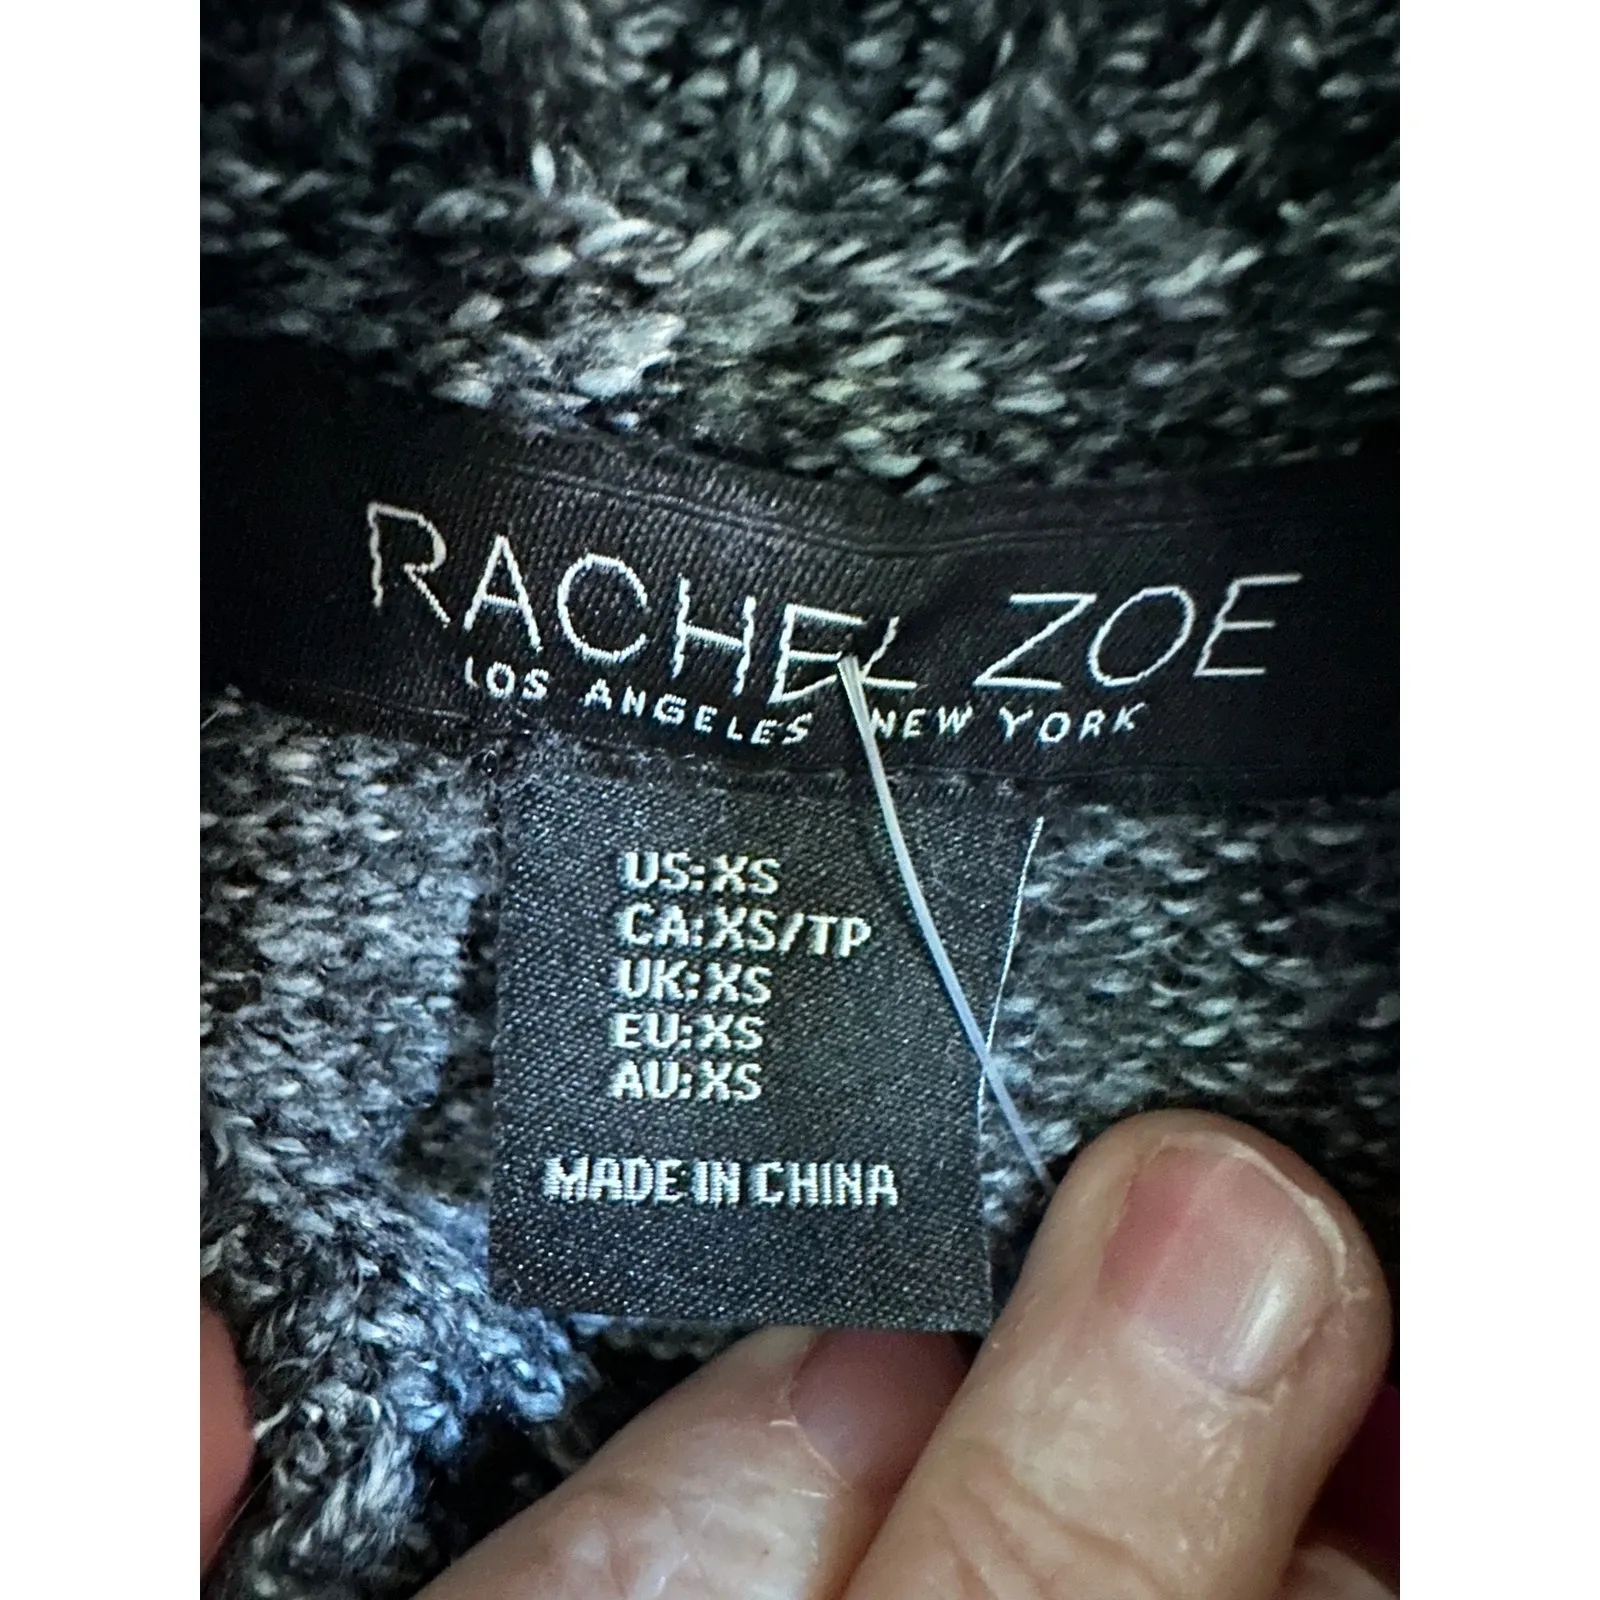 RACHEL ZOE
LOS ANGELES NEW YORK
US:XS
CA:XS/TP
UK:XS
EU:XS
AU:XS
MADE IN CHINA